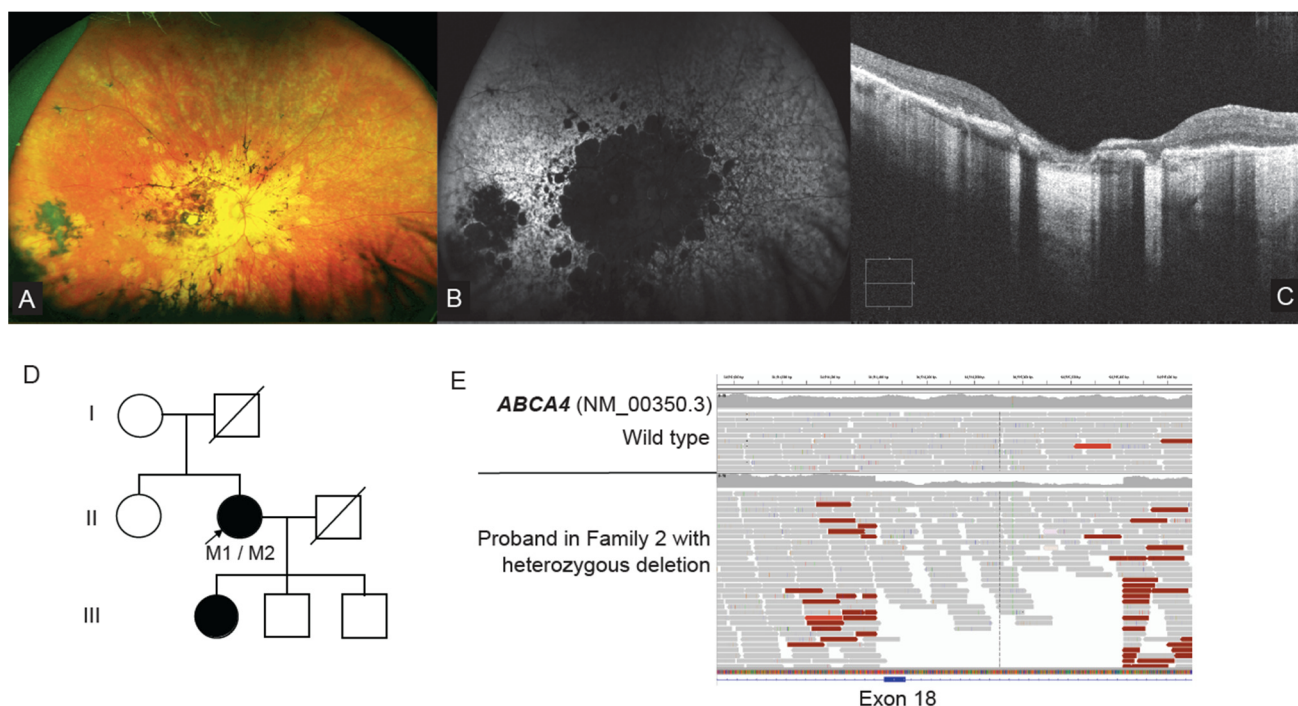 A
B
C
D
I
II
M1 / M2
III
E
ABCA4 (NM_00350.3)
Wild type
Proband in Family 2 with
heterozygous deletion
Exon 18